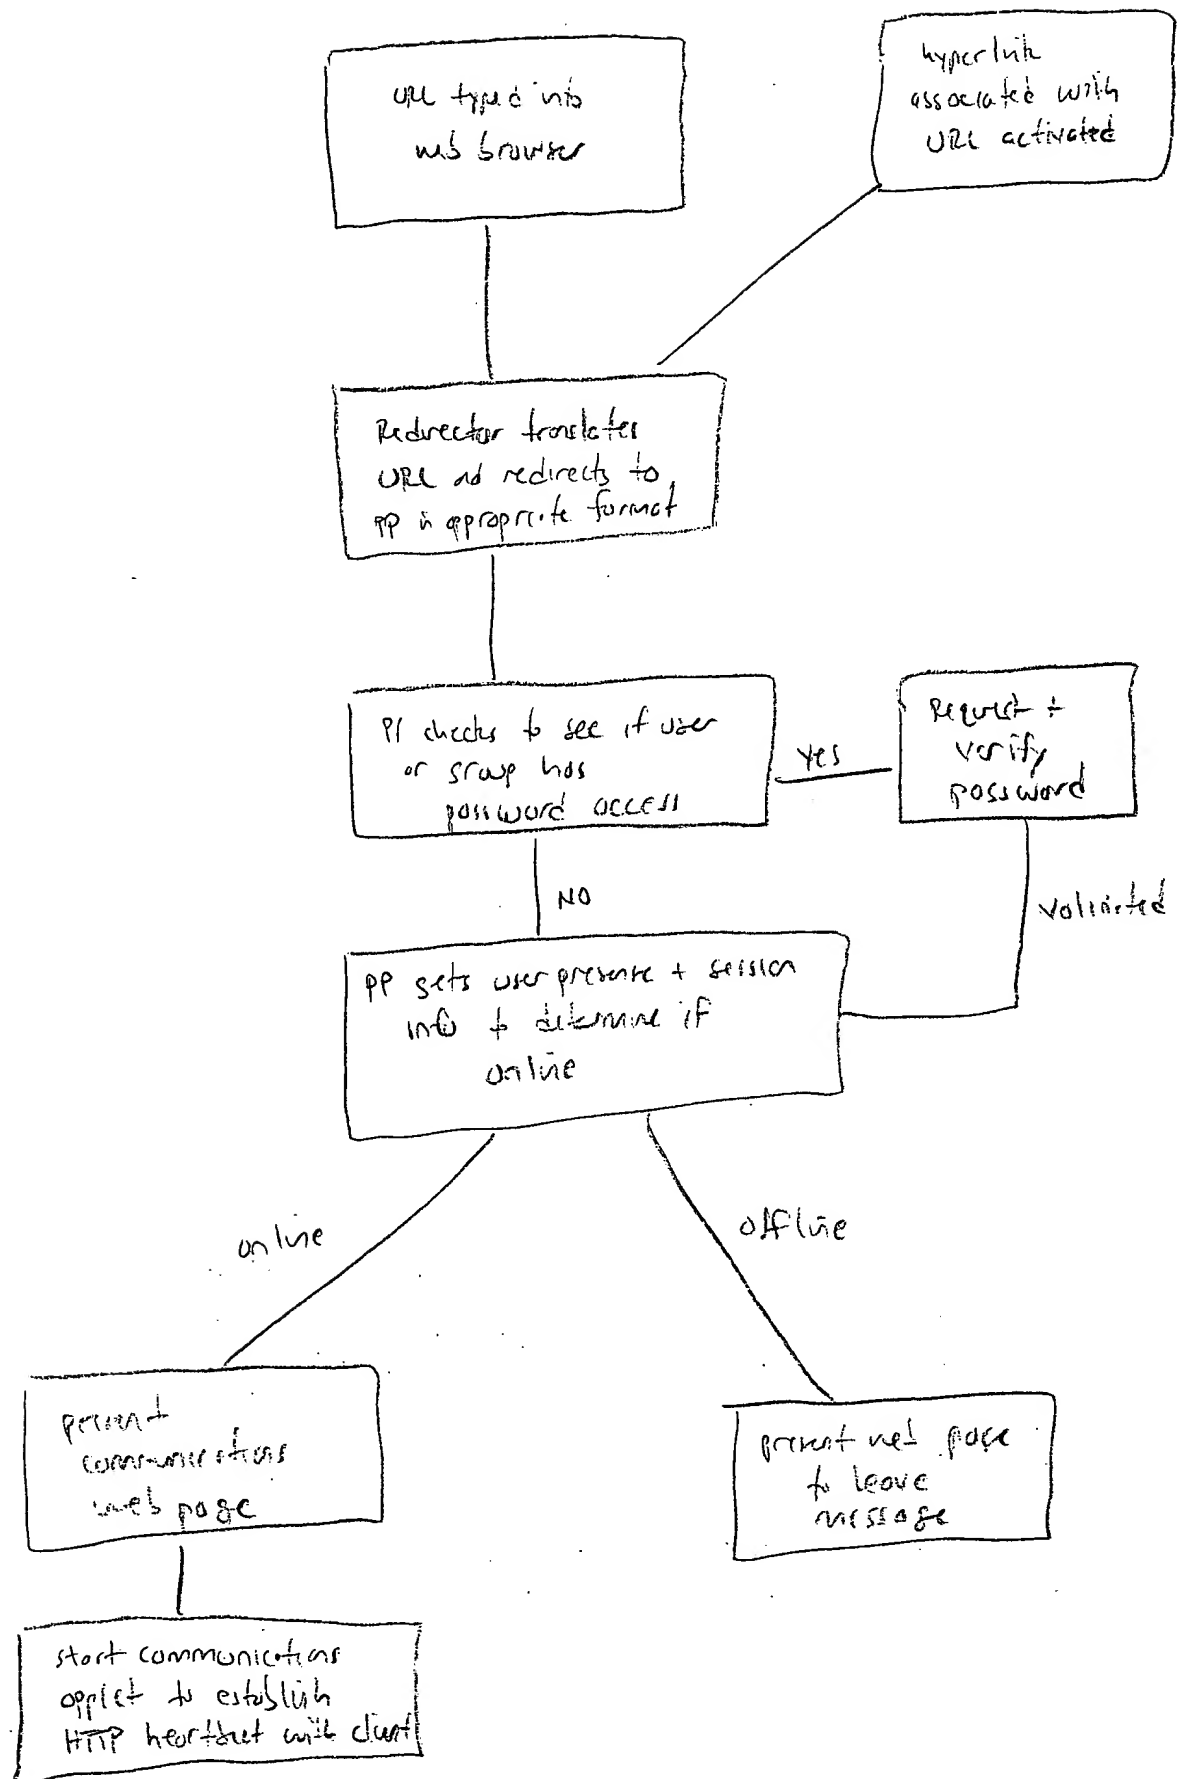 URL typed into
web browser
hyperlink
associated with
URL activated
Redirector translates
URL and redirects to
PP in appropriate format
PP checks to see if user
or group has
password access
Yes
Request +
verify
password
NO
Validated
PP gets user presence + session
info to determine if
online
online
offline
present
communications
web page
present web page
to leave
message
start communications
applet to establish
HTTP heartbeat with client